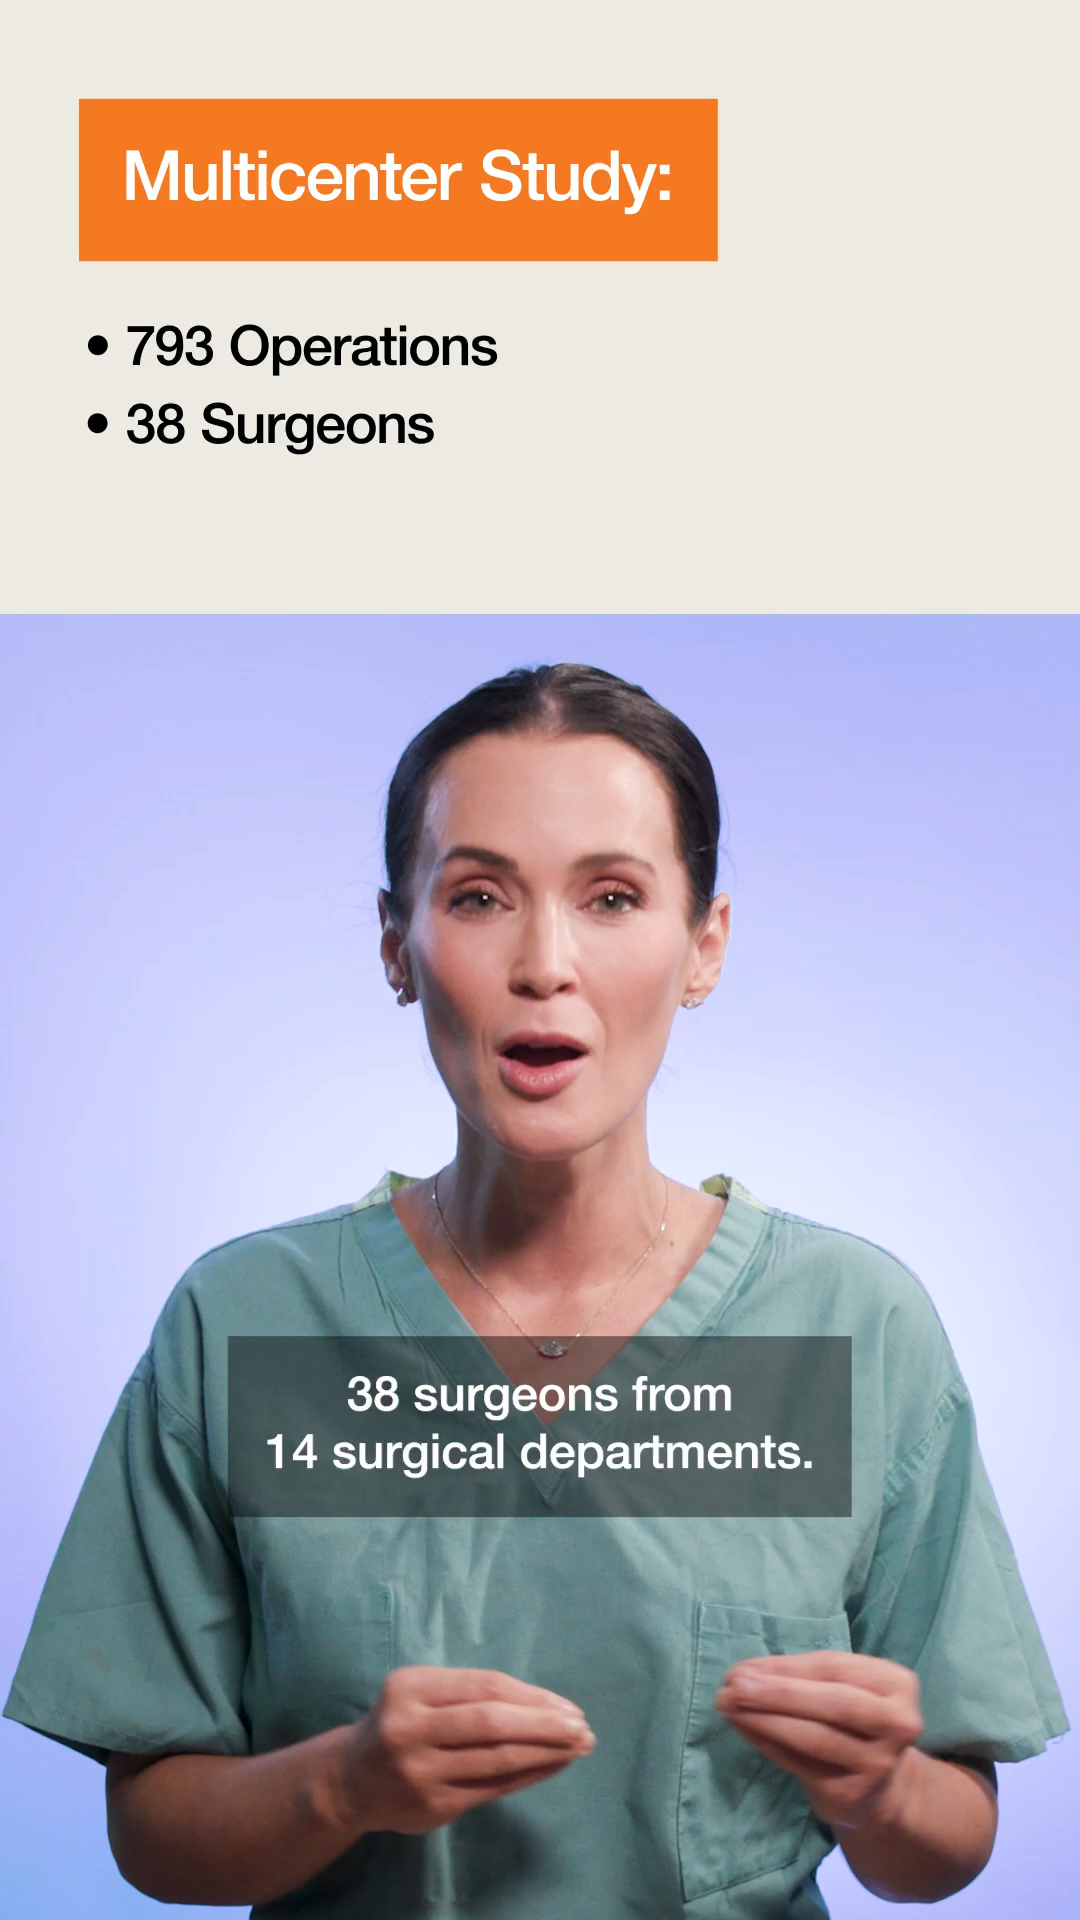 Multicenter Study:
• 793 Operations
• 38 Surgeons
38 surgeons from
14 surgical departments.